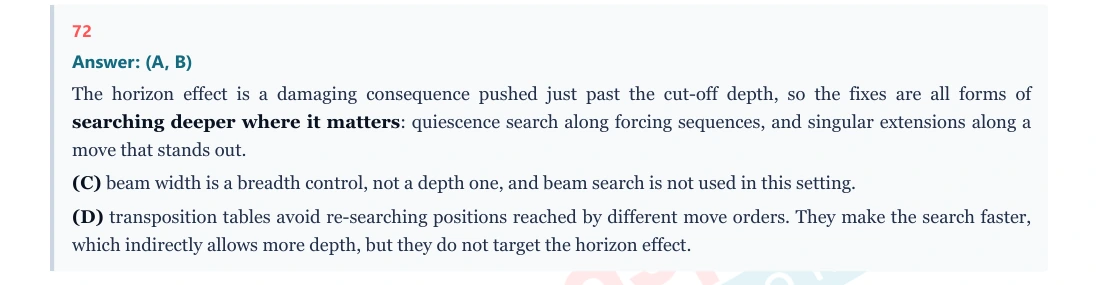 72
Answer: (A, B)
The horizon effect is a damaging consequence pushed just past the cut-off depth, so the fixes are all forms of
searching deeper where it matters: quiescence search along forcing sequences, and singular extensions along a
move that stands out.
(C) beam width is a breadth control, not a depth one, and beam search is not used in this setting.
(D) transposition tables avoid re-searching positions reached by different move orders. They make the search faster,
which indirectly allows more depth, but they do not target the horizon effect.